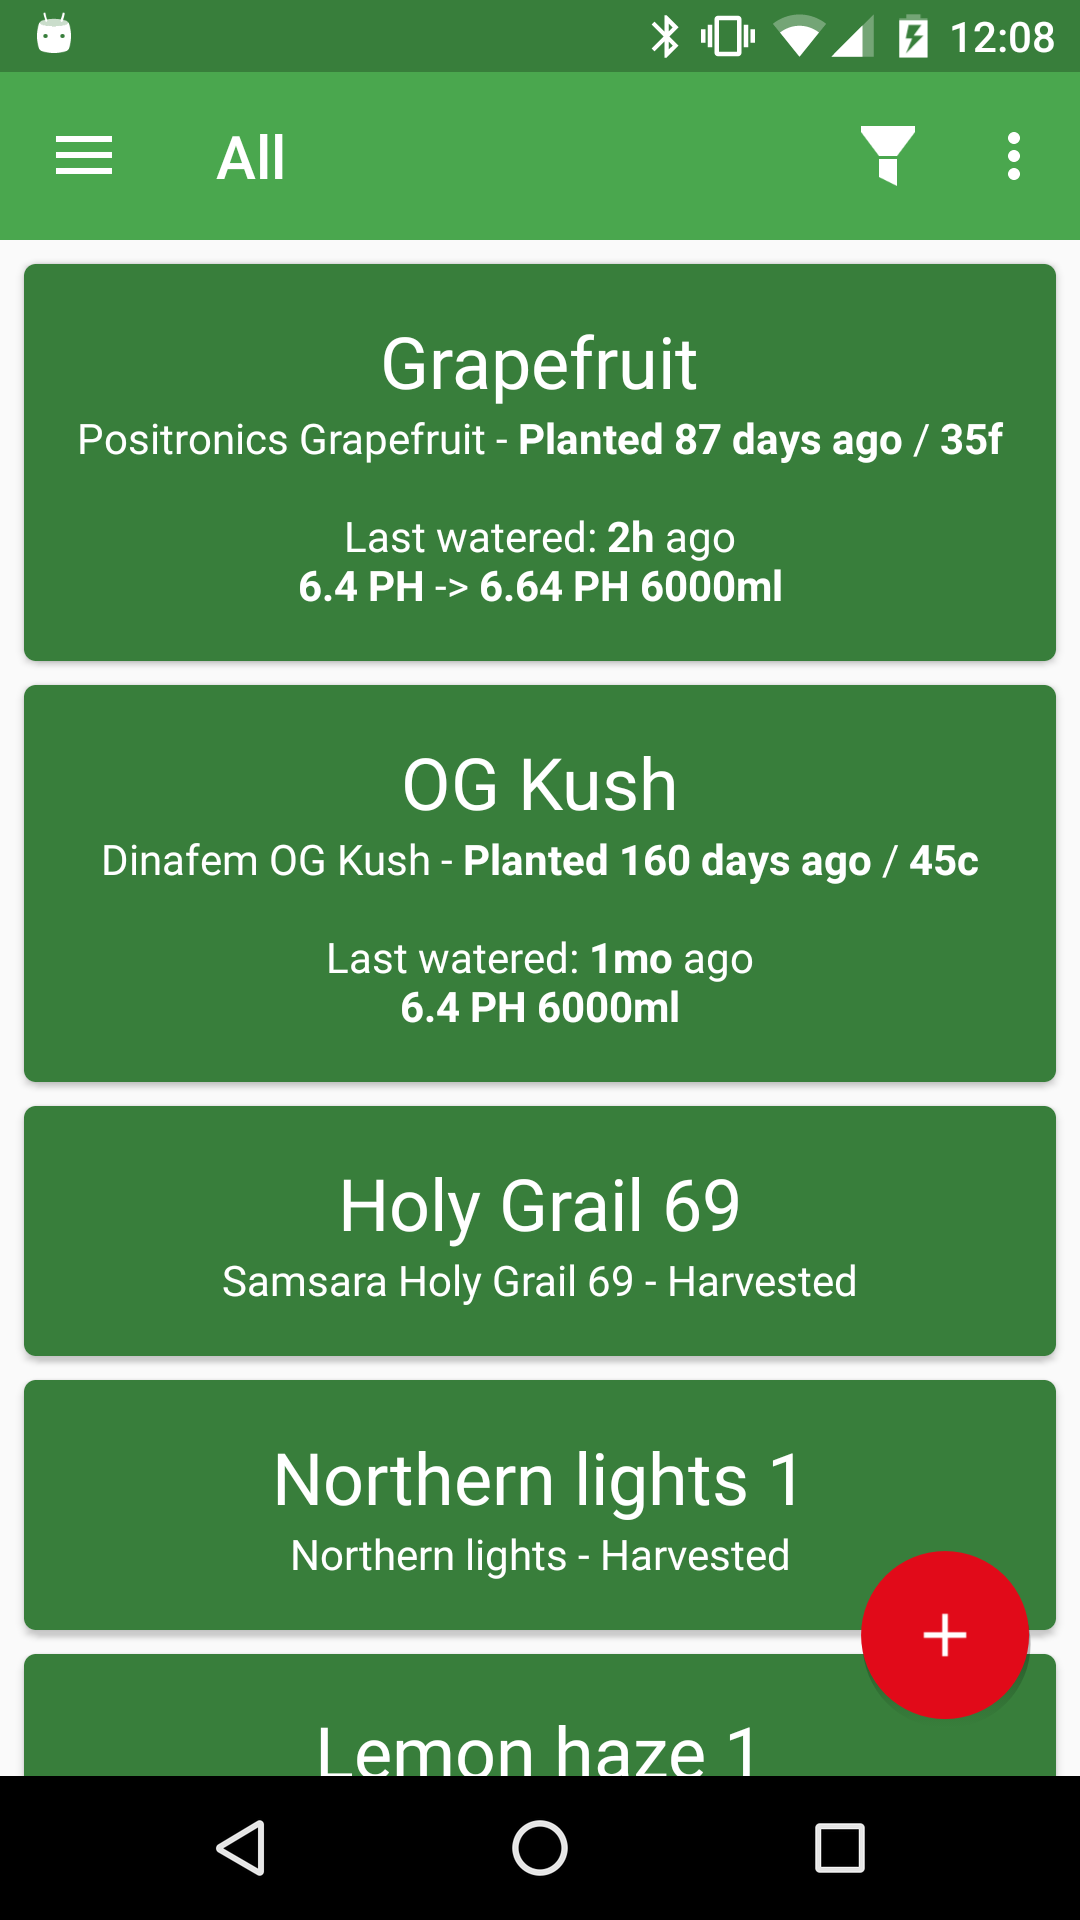 12:08
All
Grapefruit
Positronics Grapefruit - Planted 87 days ago / 35f
Last watered: 2h ago
6.4 PH -> 6.64 PH 6000ml
OG Kush
Dinafem OG Kush - Planted 160 days ago / 45c
Last watered: 1mo ago
6.4 PH 6000ml
Holy Grail 69
Samsara Holy Grail 69 - Harvested
Northern lights 1
Northern lights - Harvested
Lemon haze 1